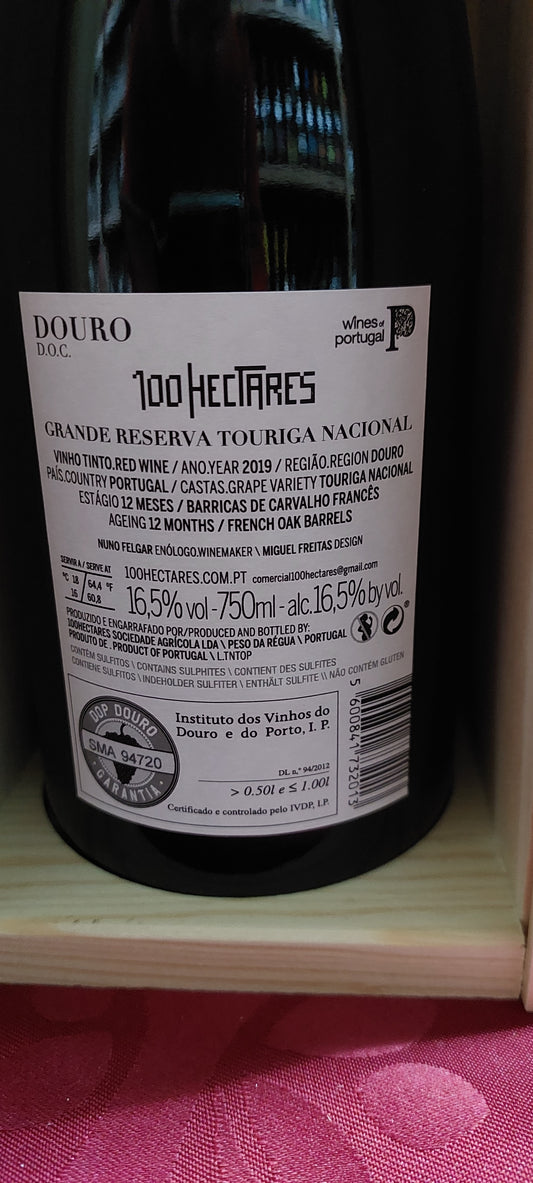 DOURO
D.O.C.
wines of
portugal
100HECTARES
GRANDE RESERVA TOURIGA NACIONAL
VINHO TINTO.RED WINE / ANO.YEAR 2019 / REGIÃO.REGION DOURO
PAÍS.COUNTRY PORTUGAL / CASTAS.GRAPE VARIETY TOURIGA NACIONAL
ESTÁGIO 12 MESES / BARRICAS DE CARVALHO FRANCÊS
AGEING 12 MONTHS / FRENCH OAK BARRELS
NUNO FELGAR ENÓLOGO.WINEMAKER \ MIGUEL FREITAS DESIGN
SERVIR A / SERVE AT
ºC 18 / 64,4 ºF
16 / 60,8
100HECTARES.COM.PT comercial100hectares@gmail.com
16,5% vol - 750ml - alc.16,5% by vol.
PRODUZIDO E ENGARRAFADO POR/PRODUCED AND BOTTLED BY:
100HECTARES SOCIEDADE AGRÍCOLA LDA \ PESO DA RÉGUA \ PORTUGAL
PRODUTO DE . PRODUCT OF PORTUGAL \ L.TNTOP
CONTÉM SULFITOS \ CONTAINS SULPHITES \ CONTIENT DES SULFITES
CONTIENE SULFITOS \ INDEHOLDER SULFITER \ ENTHÄLT SULFITE \\ NÃO CONTÉM GLUTEN
DOP DOURO
SMA 94720
· GARANTIA ·
Instituto dos Vinhos do
Douro e do Porto, I. P.
DL n.º 94/2012
> 0.50l e ≤ 1.00l
Certificado e controlado pelo IVDP, I.P.
5 600841 732013